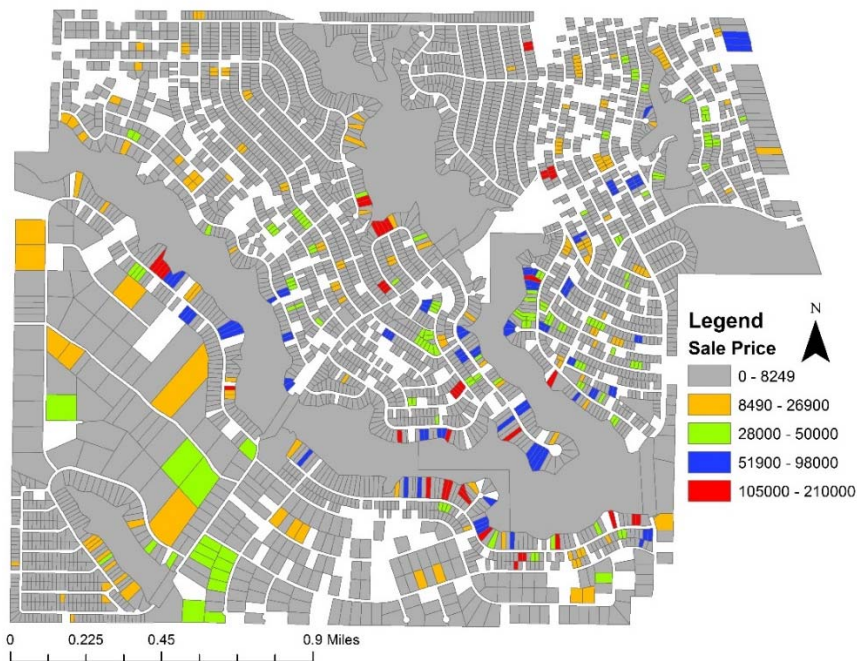 Legend
N
Sale Price
0 - 8249
8490 - 26900
28000 - 50000
51900 - 98000
105000 - 210000
0 0.225 0.45 0.9 Miles